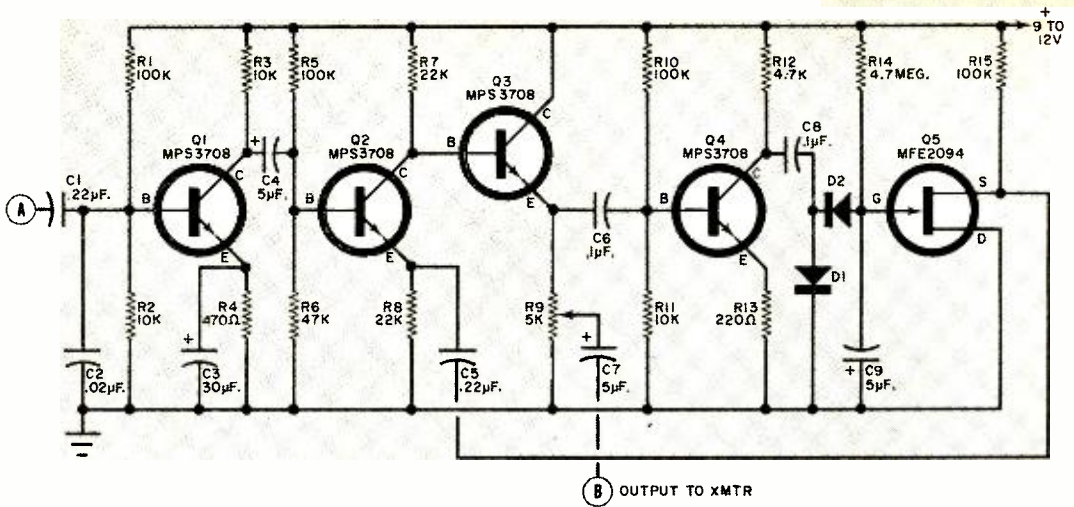 +
9 TO
12V
R1
100K
R3
10K
R5
100K
R7
22K
Q3
MPS3708
R10
100K
R12
4.7K
R14
4.7MEG.
R15
100K
Q1
MPS3708
Q2
MPS3708
Q4
MPS3708
Q5
MFE2094
C8
.1µF.
C1
.22µF.
+
C4
5µF.
A
B
C
E
B
C
E
B
C
E
B
C
E
D2
G
S
D
C6
.1µF.
D1
R2
10K
R4
470Ω
R6
47K
R8
22K
R9
5K
R11
10K
R13
220Ω
C2
.02µF.
+
C3
30µF.
C5
.22µF.
+
C7
5µF.
+
C9
5µF.
B OUTPUT TO XMTR